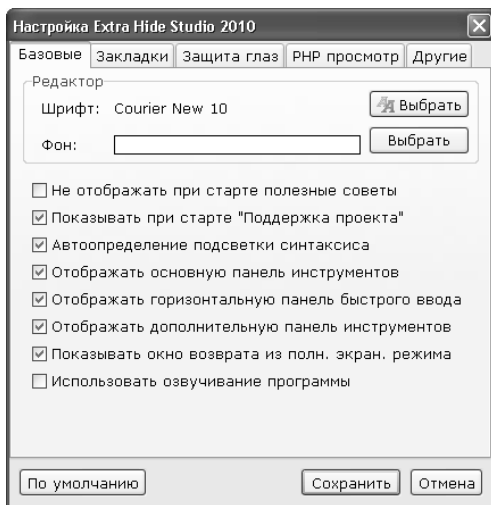 Настройка Extra Hide Studio 2010
Базовые Закладки Защита глаз PHP просмотр Другие
Редактор
Шрифт: Courier New 10 Выбрать
Фон: Выбрать
Не отображать при старте полезные советы
Показывать при старте "Поддержка проекта"
Автоопределение подсветки синтаксиса
Отображать основную панель инструментов
Отображать горизонтальную панель быстрого ввода
Отображать дополнительную панель инструментов
Показывать окно возврата из полн. экран. режима
Использовать озвучивание программы
По умолчанию Сохранить Отмена